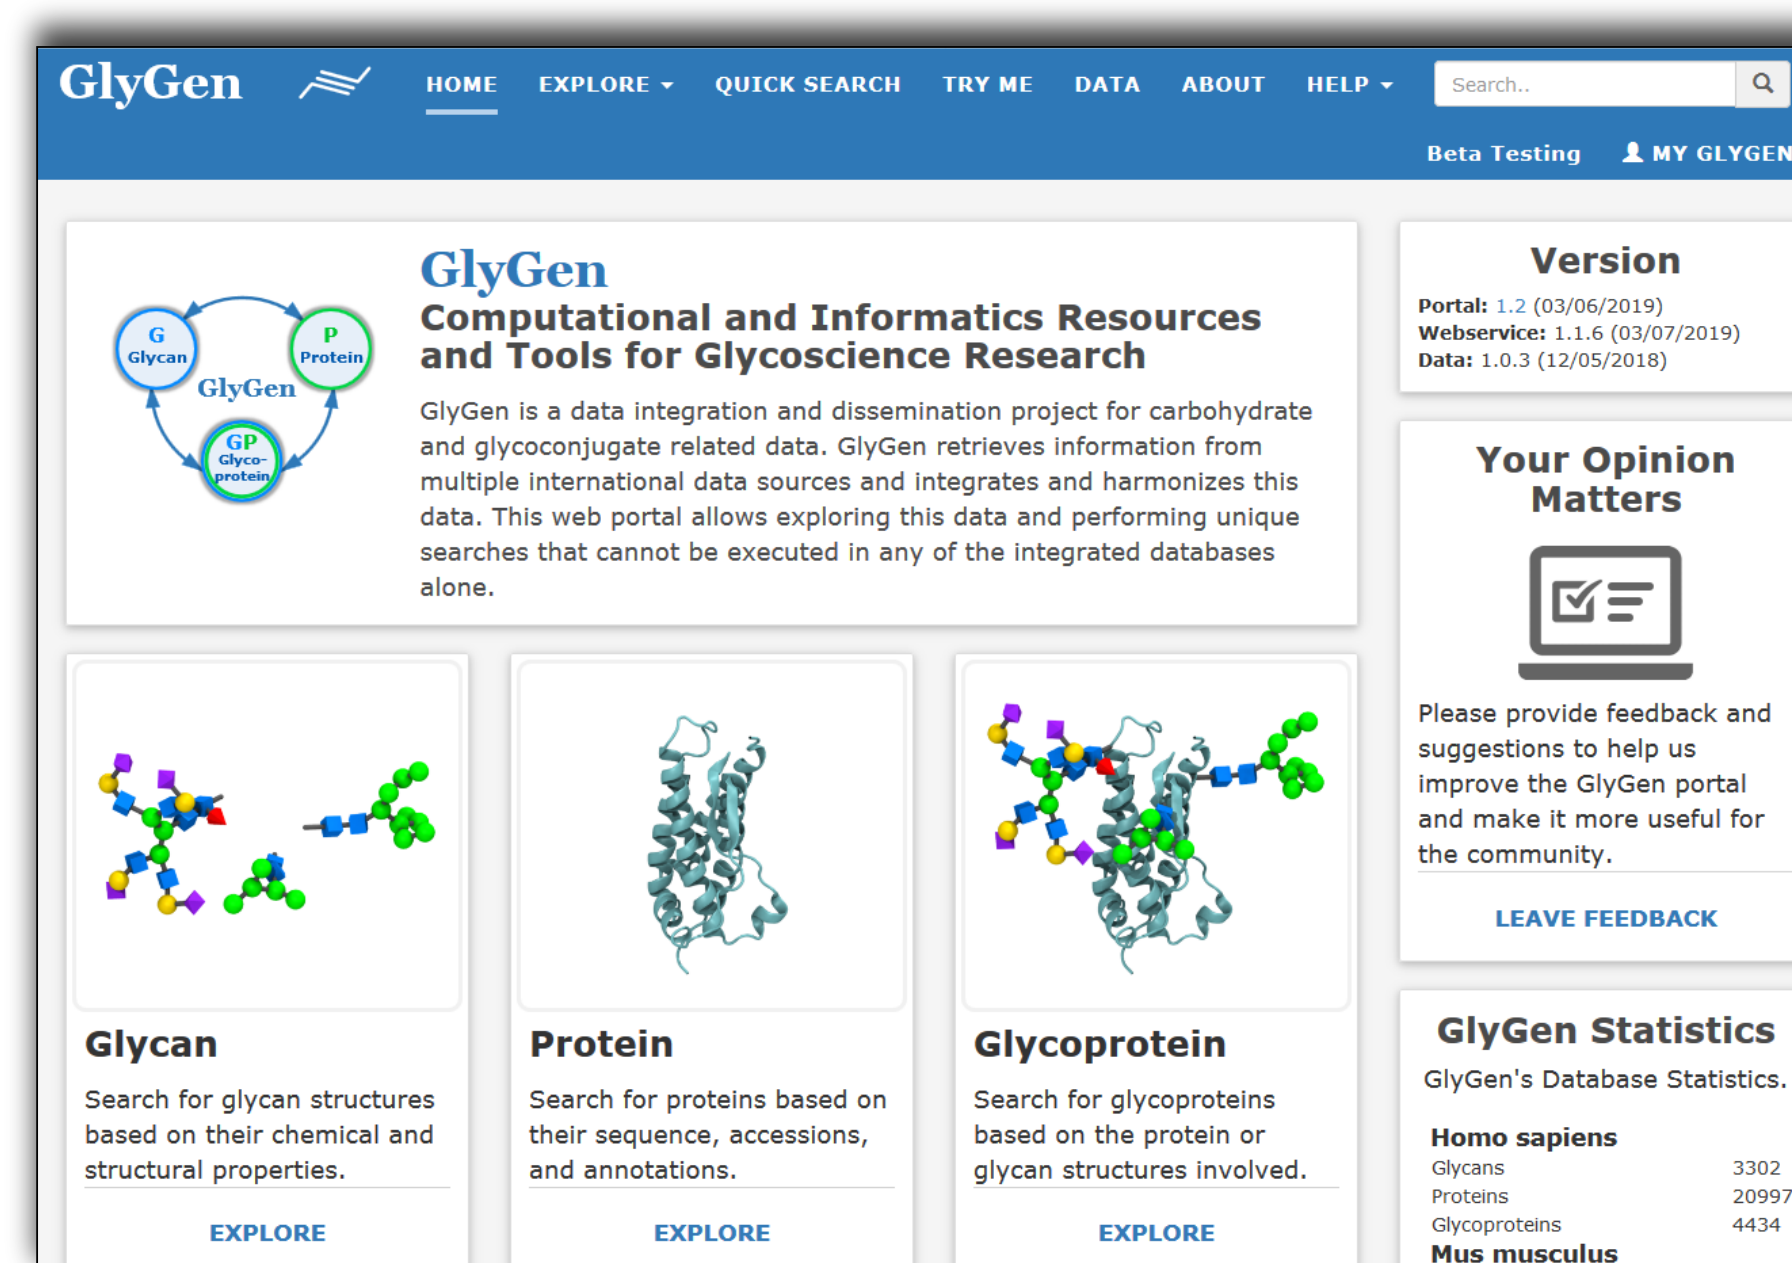 GlyGen
HOME EXPLORE QUICK SEARCH TRY ME DATA ABOUT HELP
Search..
Beta Testing MY GLYGEN
G
Glycan
P
Protein
GlyGen
GP
Glyco-
protein
GlyGen
Computational and Informatics Resources
and Tools for Glycoscience Research
GlyGen is a data integration and dissemination project for carbohydrate
and glycoconjugate related data. GlyGen retrieves information from
multiple international data sources and integrates and harmonizes this
data. This web portal allows exploring this data and performing unique
searches that cannot be executed in any of the integrated databases
alone.
Glycan
Search for glycan structures
based on their chemical and
structural properties.
EXPLORE
Protein
Search for proteins based on
their sequence, accessions,
and annotations.
EXPLORE
Glycoprotein
Search for glycoproteins
based on the protein or
glycan structures involved.
EXPLORE
Version
Portal: 1.2 (03/06/2019)
Webservice: 1.1.6 (03/07/2019)
Data: 1.0.3 (12/05/2018)
Your Opinion
Matters
Please provide feedback and
suggestions to help us
improve the GlyGen portal
and make it more useful for
the community.
LEAVE FEEDBACK
GlyGen Statistics
GlyGen's Database Statistics.
Homo sapiens
Glycans 3302
Proteins 20997
Glycoproteins 4434
Mus musculus